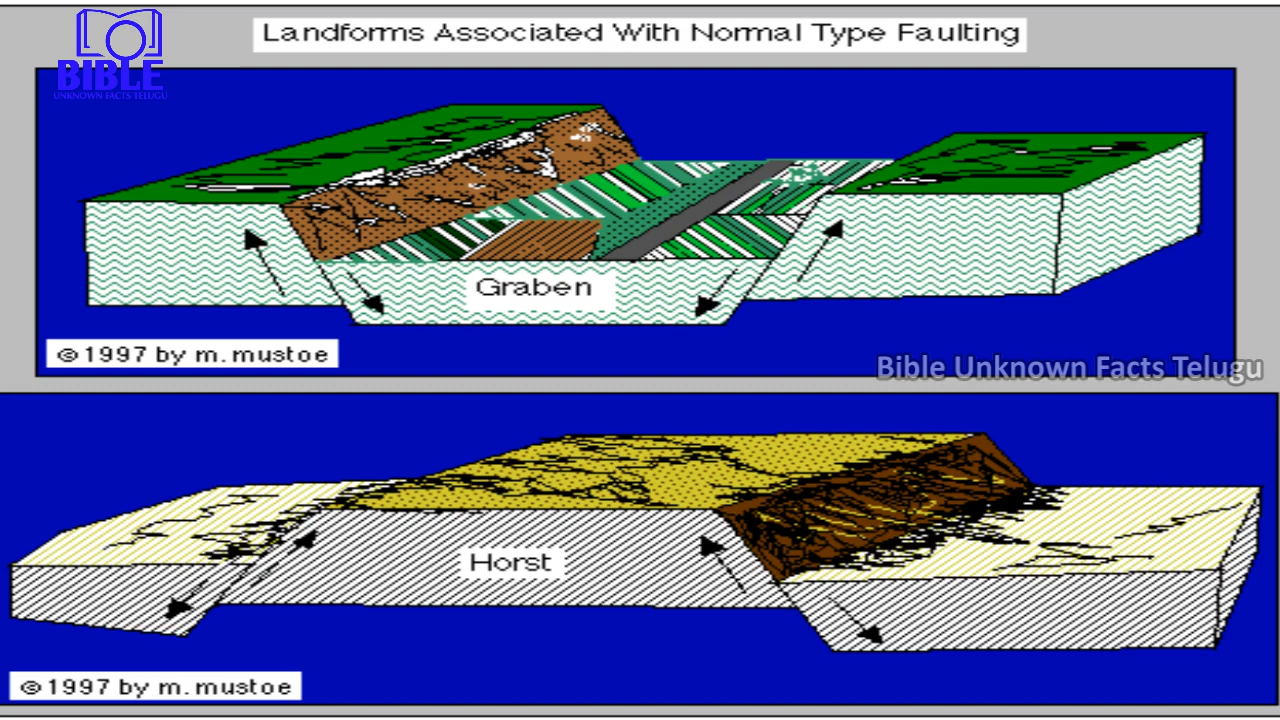 Landforms Associated With Normal Type Faulting
BIBLE
UNKNOWN FACTS TELUGU
Graben
©1997 by m. mustoe
Bible Unknown Facts Telugu
Horst
©1997 by m. mustoe